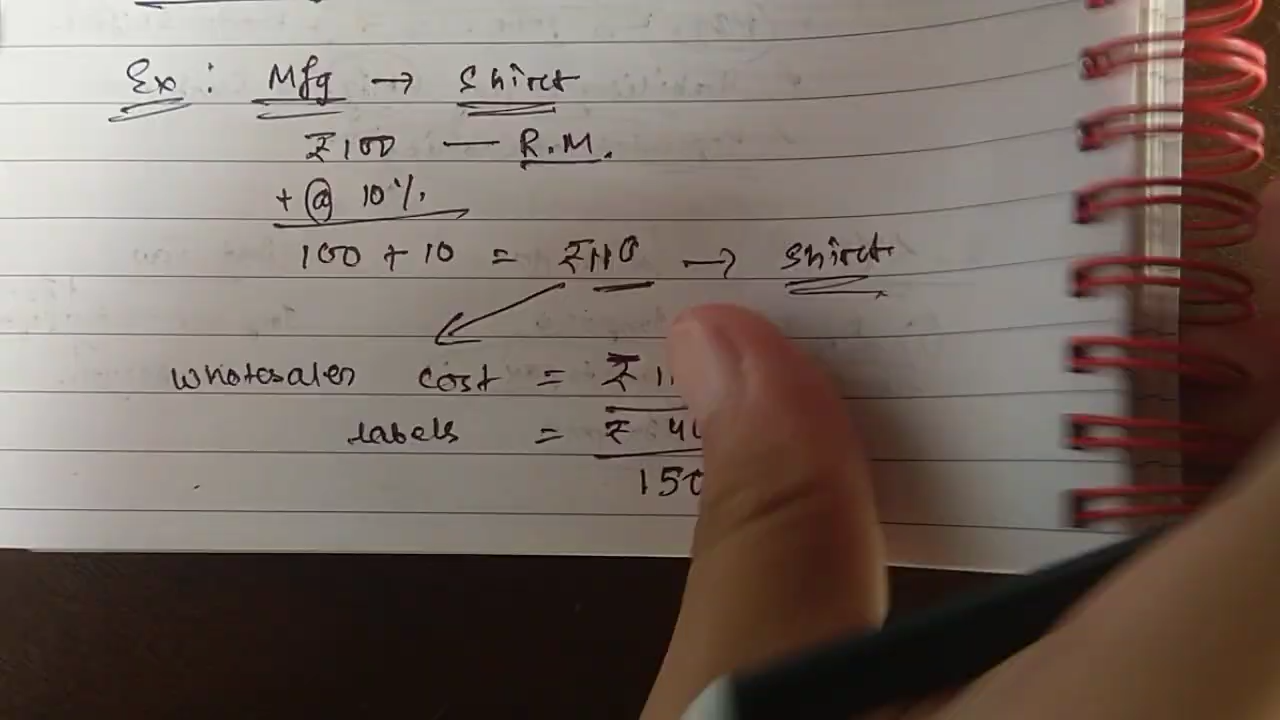 Ex : Mfg → Shirt
₹100 — R.M.
+ @ 10%
100 + 10 = ₹110 → Shirt
Wholesaler cost = ₹
labels = ₹